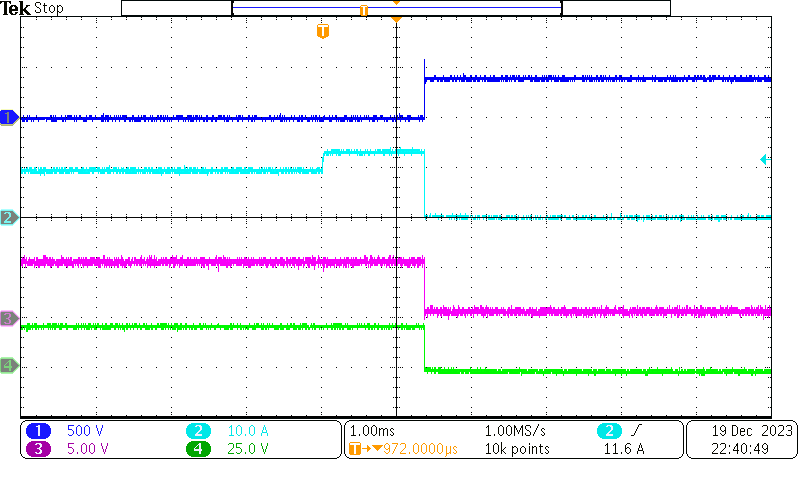 Tek Stop
T
T
1
2
3
4
1 500 V 2 10.0 A 1.00ms 1.00MS/s 2 19 Dec 2023
3 5.00 V 4 25.0 V T→▼972.0000µs 10k points 11.6 A 22:40:49